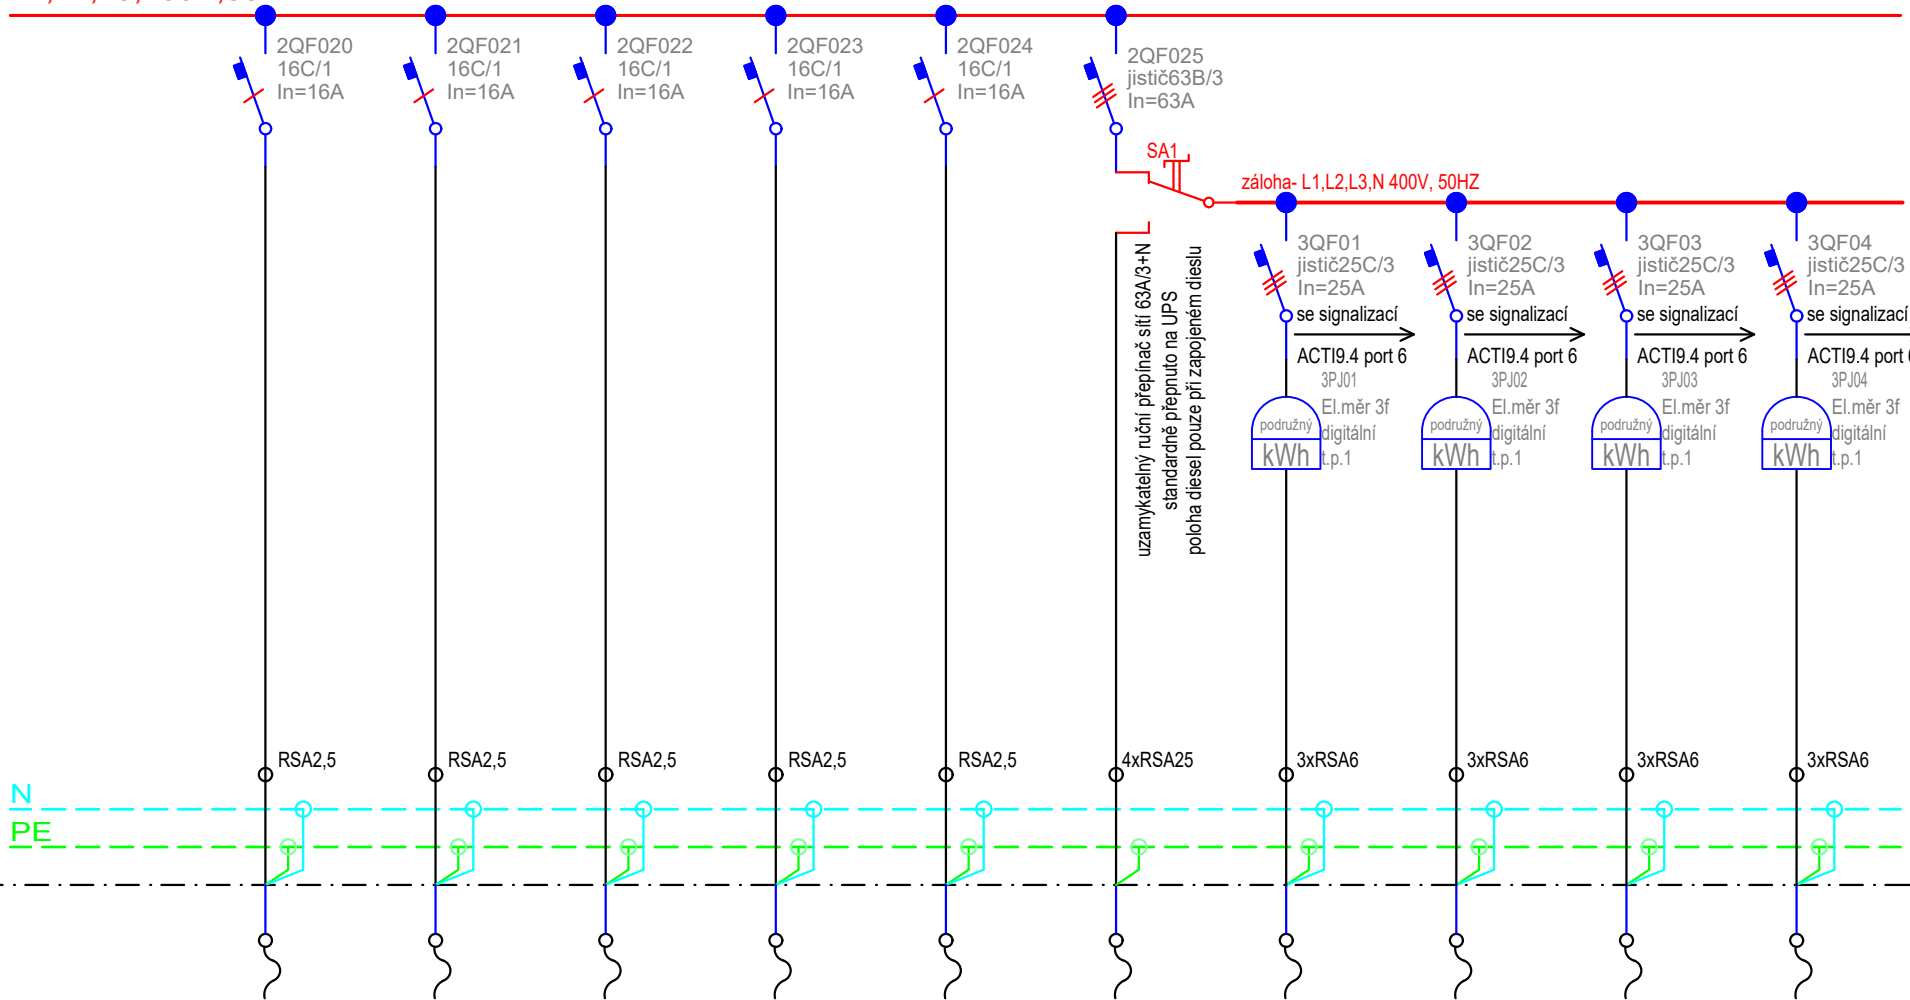 2QF020
16C/1
In=16A
2QF021
16C/1
In=16A
2QF022
16C/1
In=16A
2QF023
16C/1
In=16A
2QF024
16C/1
In=16A
2QF025
jistič63B/3
In=63A
SA1
záloha- L1,L2,L3,N 400V, 50HZ
uzamykatelný ruční přepínač sítí 63A/3+N
standardně přepnuto na UPS
poloha diesel pouze při zapojeném dieslu
3QF01
jistič25C/3
In=25A
se signalizací
ACTI9.4 port 6
3PJ01
El.měr 3f
digitální
t.p.1
podružný
kWh
3QF02
jistič25C/3
In=25A
se signalizací
ACTI9.4 port 6
3PJ02
El.měr 3f
digitální
t.p.1
podružný
kWh
3QF03
jistič25C/3
In=25A
se signalizací
ACTI9.4 port 6
3PJ03
El.měr 3f
digitální
t.p.1
podružný
kWh
3QF04
jistič25C/3
In=25A
se signalizací
ACTI9.4 port 6
3PJ04
El.měr 3f
digitální
t.p.1
podružný
kWh
RSA2,5
RSA2,5
RSA2,5
RSA2,5
RSA2,5
4xRSA25
3xRSA6
3xRSA6
3xRSA6
3xRSA6
N
PE